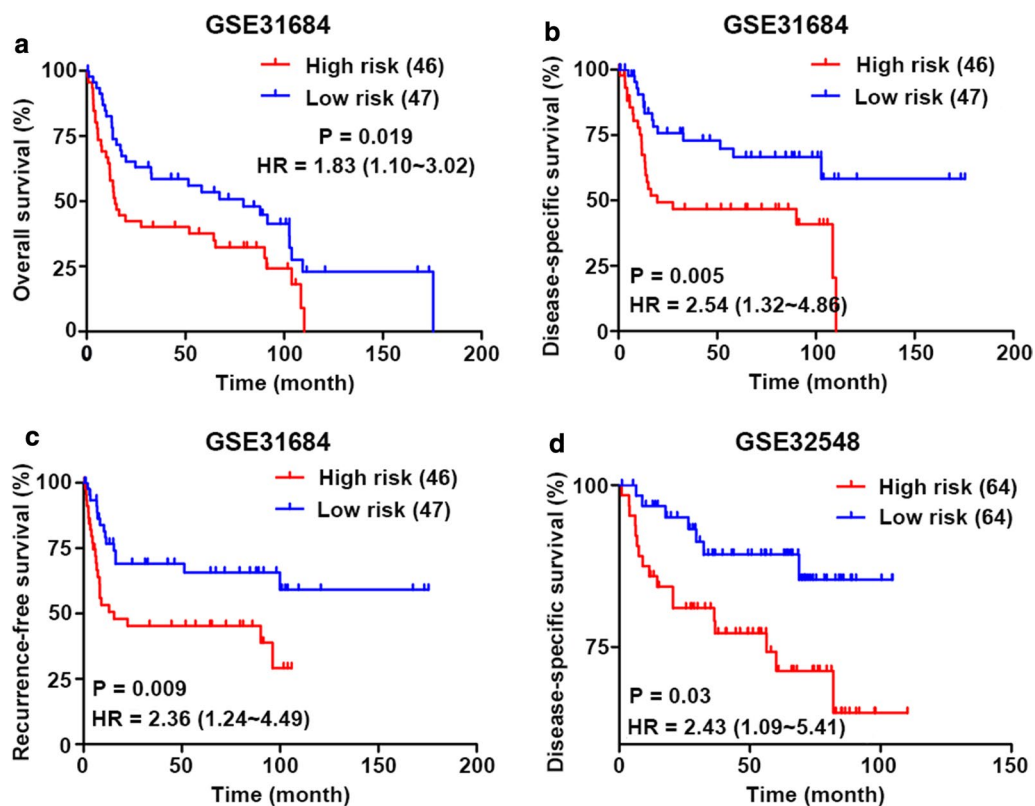 a
GSE31684
High risk (46)
Low risk (47)
P = 0.019
HR = 1.83 (1.10~3.02)
Overall survival (%)
100
75
50
25
0
0 50 100 150 200
Time (month)
b
GSE31684
High risk (46)
Low risk (47)
P = 0.005
HR = 2.54 (1.32~4.86)
Disease-specific survival (%)
100
75
50
25
0
0 50 100 150 200
Time (month)
c
GSE31684
High risk (46)
Low risk (47)
P = 0.009
HR = 2.36 (1.24~4.49)
Recurrence-free survival (%)
100
75
50
25
0
0 50 100 150 200
Time (month)
d
GSE32548
High risk (64)
Low risk (64)
P = 0.03
HR = 2.43 (1.09~5.41)
Disease-specific survival (%)
100
75
0 50 100 150
Time (month)